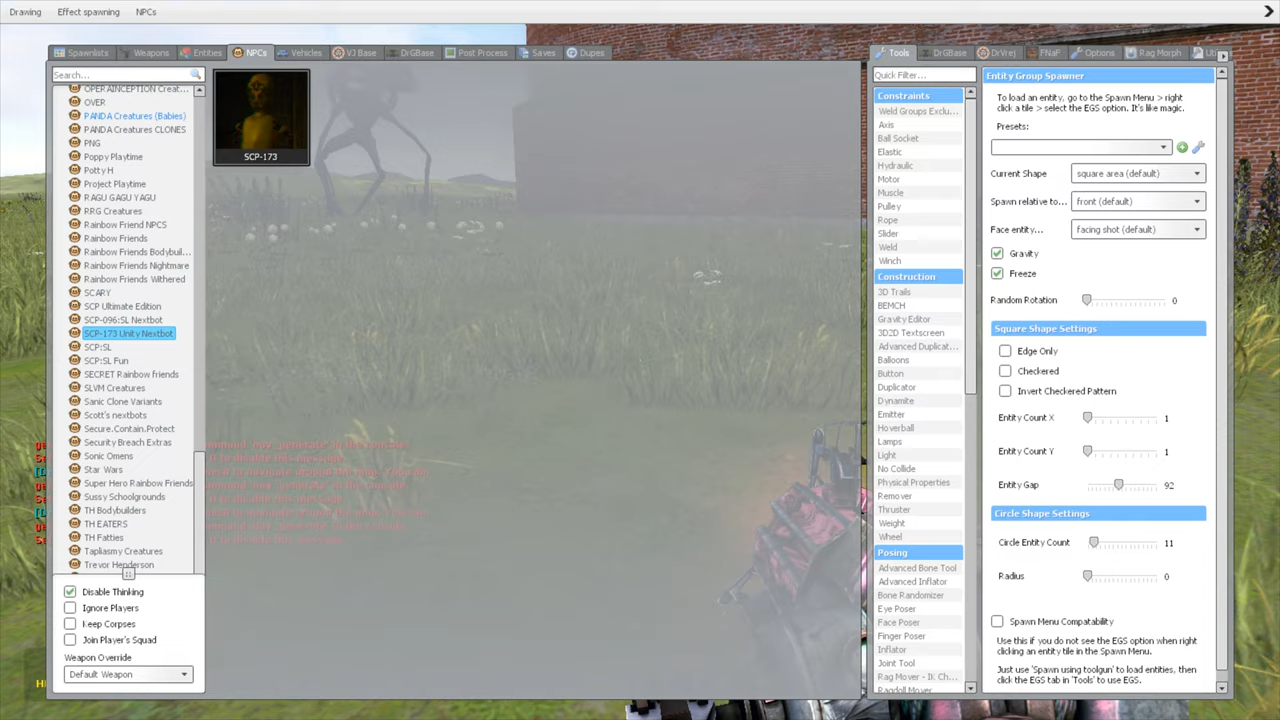 Drawing
Effect spawning
NPCs
Spawnlists
Weapons
Entities
NPCs
Vehicles
VJ Base
DrGBase
Post Process
Saves
Dupes
Search...
OPERAINCEPTION Creat...
OVER
PANDA Creatures (Babies)
PANDA Creatures CLONES
PNG
Poppy Playtime
Potty H
Project Playtime
RAGU GAGU YAGU
RRG Creatures
Rainbow Friend NPCS
Rainbow Friends
Rainbow Friends Bodybuil...
Rainbow Friends Nightmare
Rainbow Friends Withered
SCARY
SCP Ultimate Edition
SCP-096:SL Nextbot
SCP-173 Unity Nextbot
SCP:SL
SCP:SL Fun
SECRET Rainbow friends
SLVM Creatures
Sanic Clone Variants
Scott's nextbots
Secure.Contain.Protect
Security Breach Extras
Sonic Omens
Star Wars
Super Hero Rainbow Friends
Sussy Schoolgrounds
TH Bodybuilders
TH EATERS
TH Fatties
Tapliasmy Creatures
Trevor Henderson
Disable Thinking
Ignore Players
Keep Corpses
Join Player's Squad
Weapon Override
Default Weapon
SCP-173
to disable this message.
to disable this message.
to disable this message.
Tools
DrGBase
DrVrej
FNaF
Options
Rag Morph
Uti
Quick Filter...
Constraints
Weld Groups Exclu...
Axis
Ball Socket
Elastic
Hydraulic
Motor
Muscle
Pulley
Rope
Slider
Weld
Winch
Construction
3D Trails
BEMCH
Gravity Editor
3D2D Textscreen
Advanced Duplicat...
Balloons
Button
Duplicator
Dynamite
Emitter
Hoverball
Lamps
Light
No Collide
Physical Properties
Remover
Thruster
Weight
Wheel
Posing
Advanced Bone Tool
Advanced Inflator
Bone Randomizer
Eye Poser
Face Poser
Finger Poser
Inflator
Joint Tool
Rag Mover - IK Ch...
Ragdoll Mover
Entity Group Spawner
To load an entity, go to the Spawn Menu > right
click a tile > select the EGS option. It's like magic.
Presets:
Current Shape
square area (default)
Spawn relative to...
front (default)
Face entity...
facing shot (default)
Gravity
Freeze
Random Rotation
0
Square Shape Settings
Edge Only
Checkered
Invert Checkered Pattern
Entity Count X
1
Entity Count Y
1
Entity Gap
92
Circle Shape Settings
Circle Entity Count
11
Radius
0
Spawn Menu Compatability
Use this if you do not see the EGS option when right
clicking an entity tile in the Spawn Menu.
Just use 'Spawn using toolgun' to load entities, then
click the EGS tab in 'Tools' to use EGS.